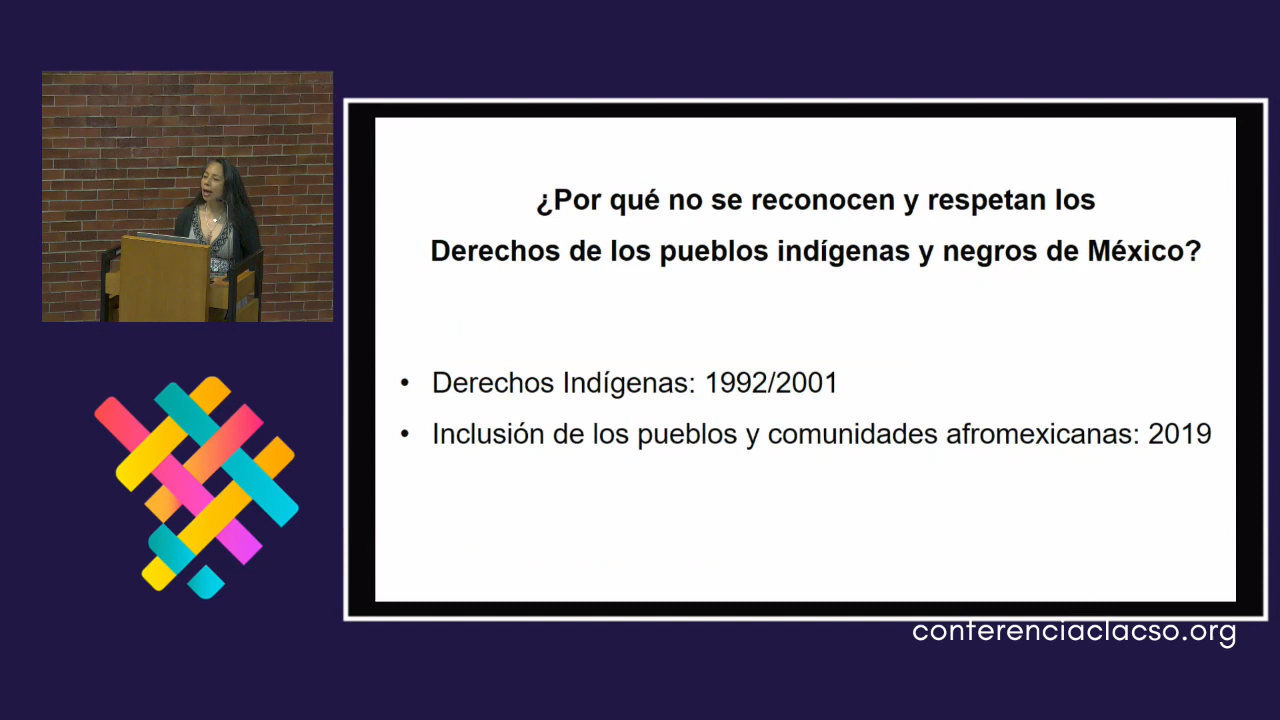 ¿Por qué no se reconocen y respetan los
Derechos de los pueblos indígenas y negros de México?
• Derechos Indígenas: 1992/2001
• Inclusión de los pueblos y comunidades afromexicanas: 2019
conferenciaclacso.org